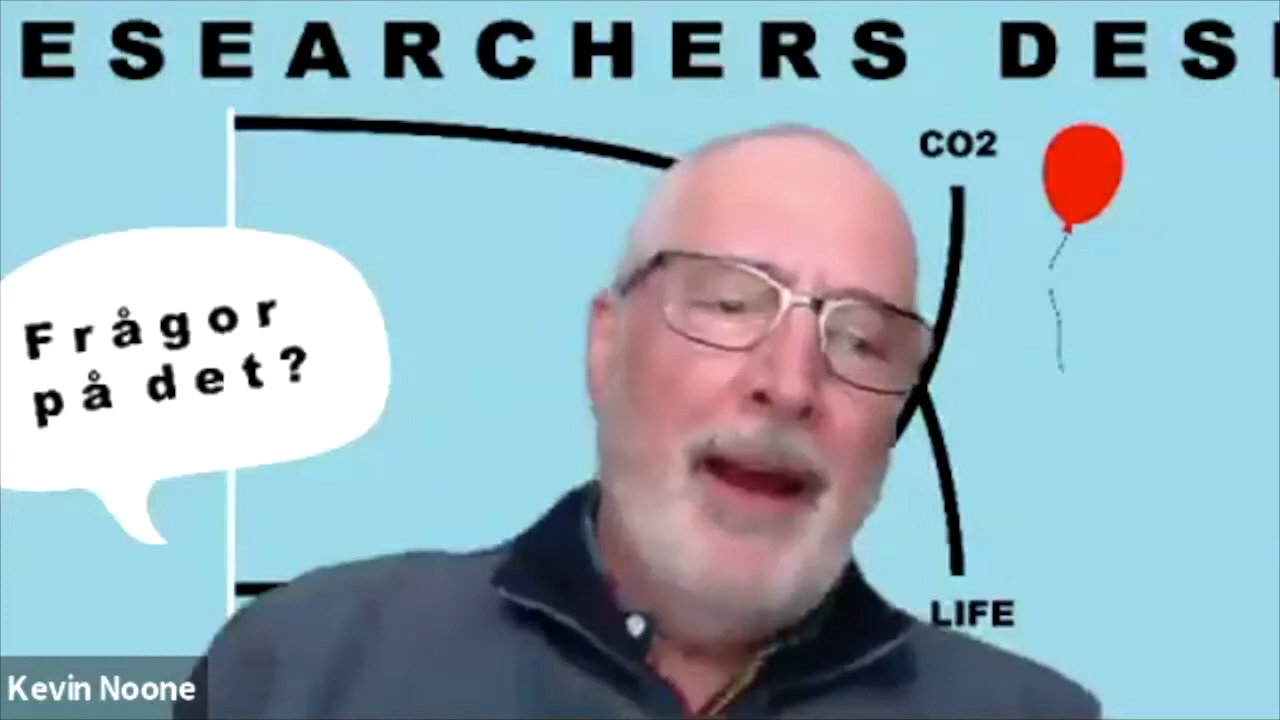 ESEARCHERS DES
CO2
Frågor
på det?
LIFE
Kevin Noone